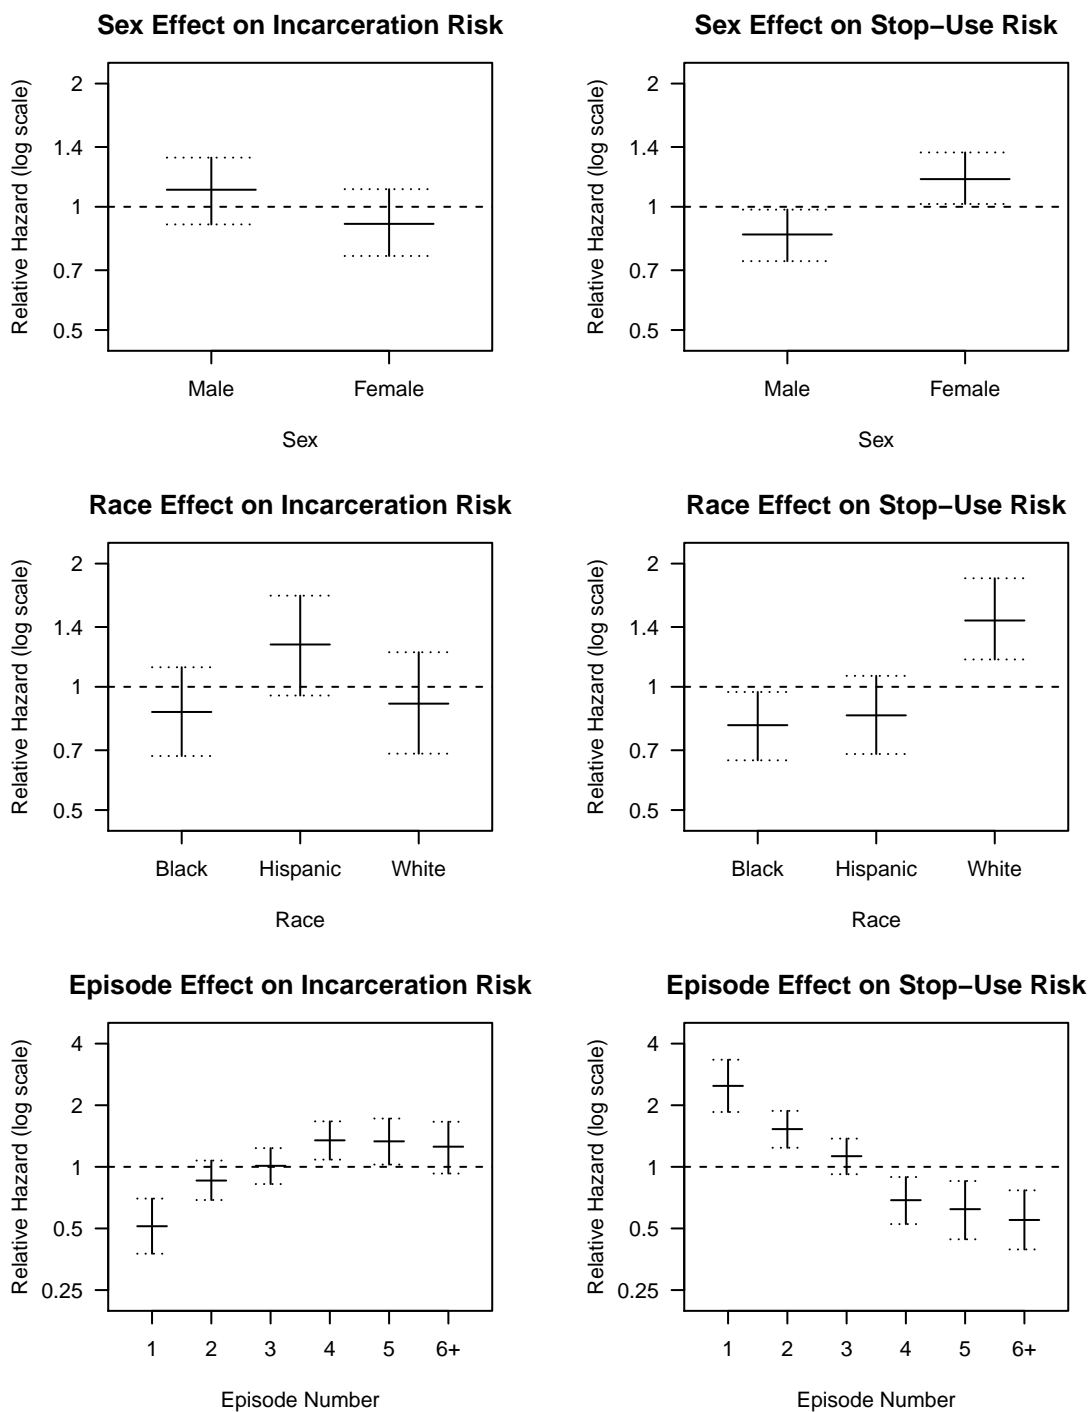 Sex Effect on Incarceration Risk
Relative Hazard (log scale)
2
1.4
1
0.7
0.5
Male Female
Sex
Sex Effect on Stop−Use Risk
Relative Hazard (log scale)
2
1.4
1
0.7
0.5
Male Female
Sex
Race Effect on Incarceration Risk
Relative Hazard (log scale)
2
1.4
1
0.7
0.5
Black Hispanic White
Race
Race Effect on Stop−Use Risk
Relative Hazard (log scale)
2
1.4
1
0.7
0.5
Black Hispanic White
Race
Episode Effect on Incarceration Risk
Relative Hazard (log scale)
4
2
1
0.5
0.25
1 2 3 4 5 6+
Episode Number
Episode Effect on Stop−Use Risk
Relative Hazard (log scale)
4
2
1
0.5
0.25
1 2 3 4 5 6+
Episode Number